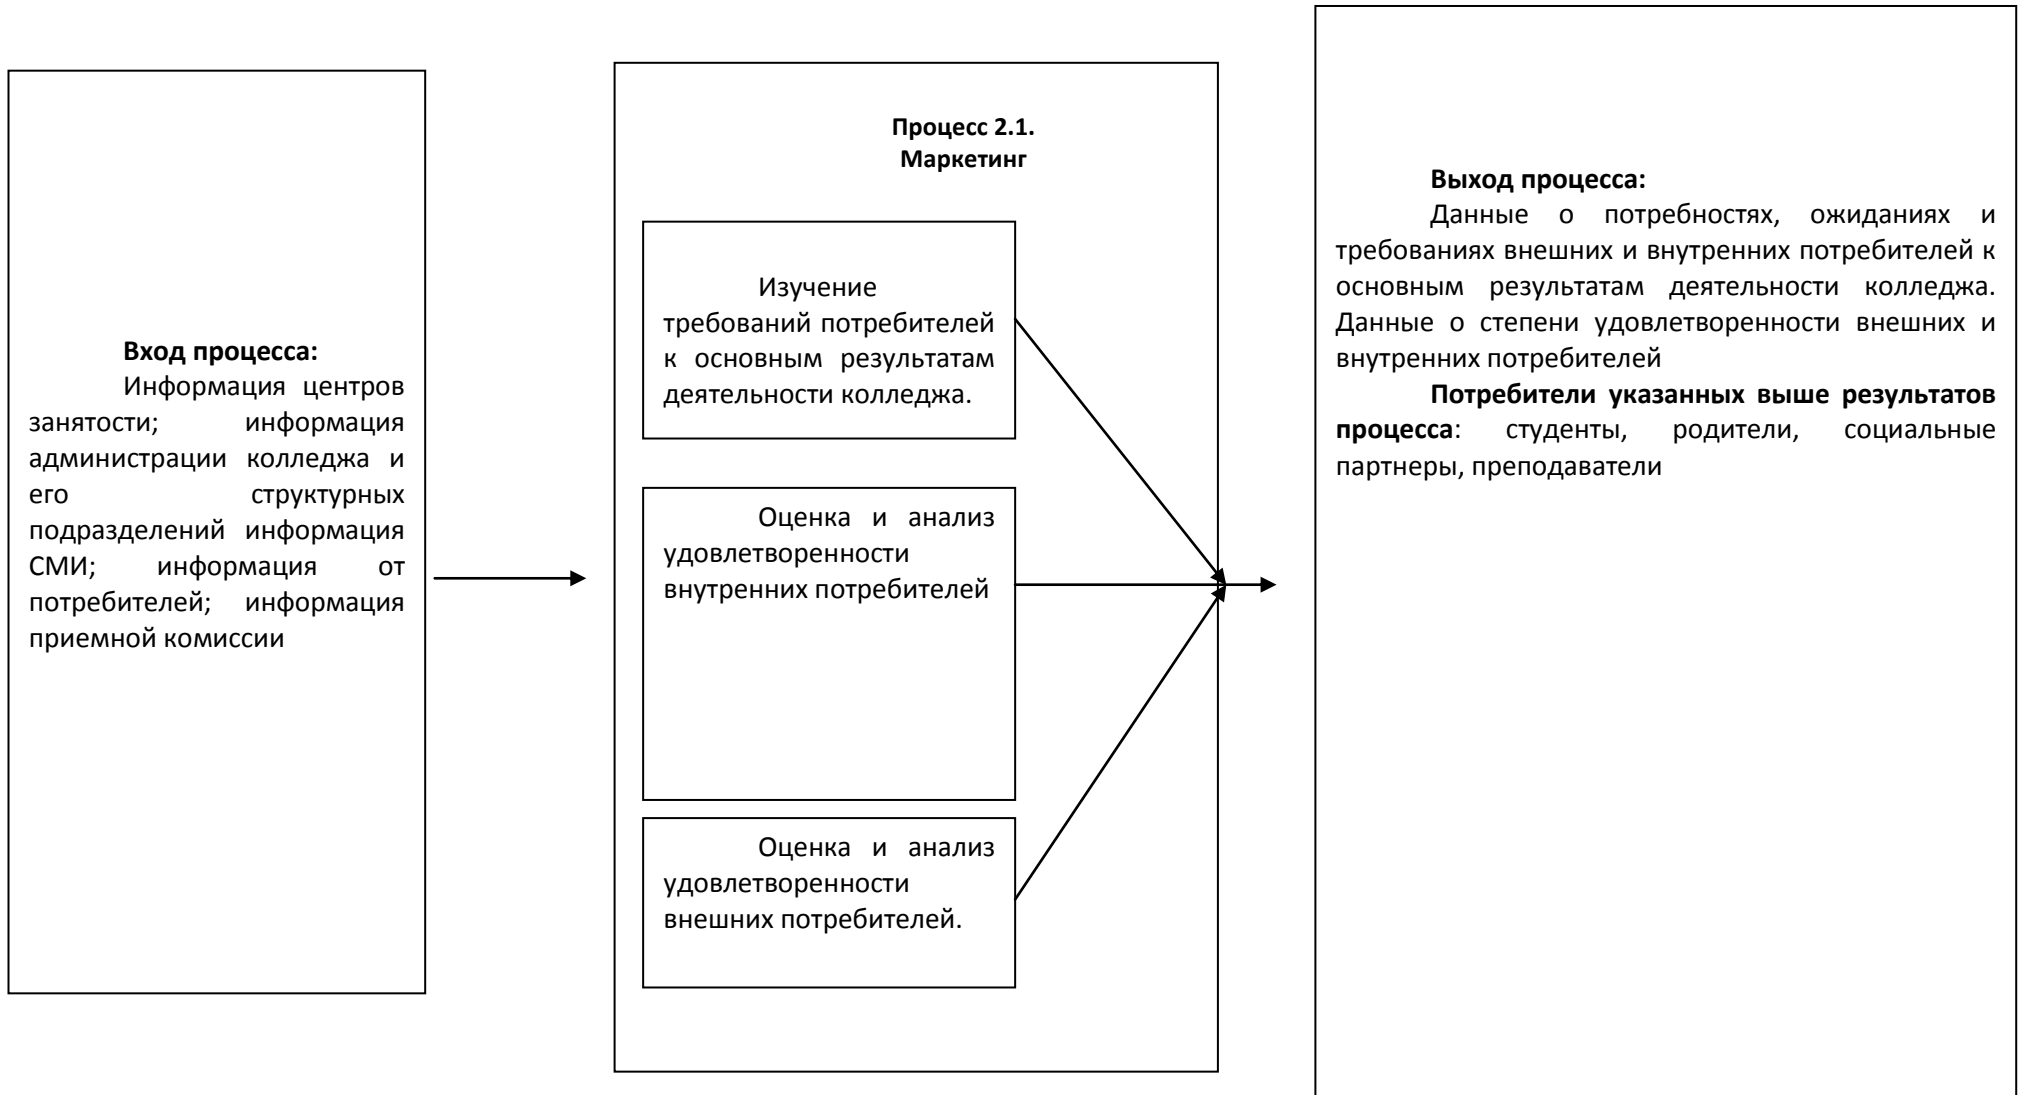 Вход процесса:
Информация центров
занятости; информация
администрации колледжа и
его структурных
подразделений информация
СМИ; информация от
потребителей; информация
приемной комиссии
Процесс 2.1.
Маркетинг
Изучение
требований потребителей
к основным результатам
деятельности колледжа.
Оценка и анализ
удовлетворенности
внутренних потребителей
Оценка и анализ
удовлетворенности
внешних потребителей.
Выход процесса:
Данные о потребностях, ожиданиях и
требованиях внешних и внутренних потребителей к
основным результатам деятельности колледжа.
Данные о степени удовлетворенности внешних и
внутренних потребителей
Потребители указанных выше результатов
процесса: студенты, родители, социальные
партнеры, преподаватели